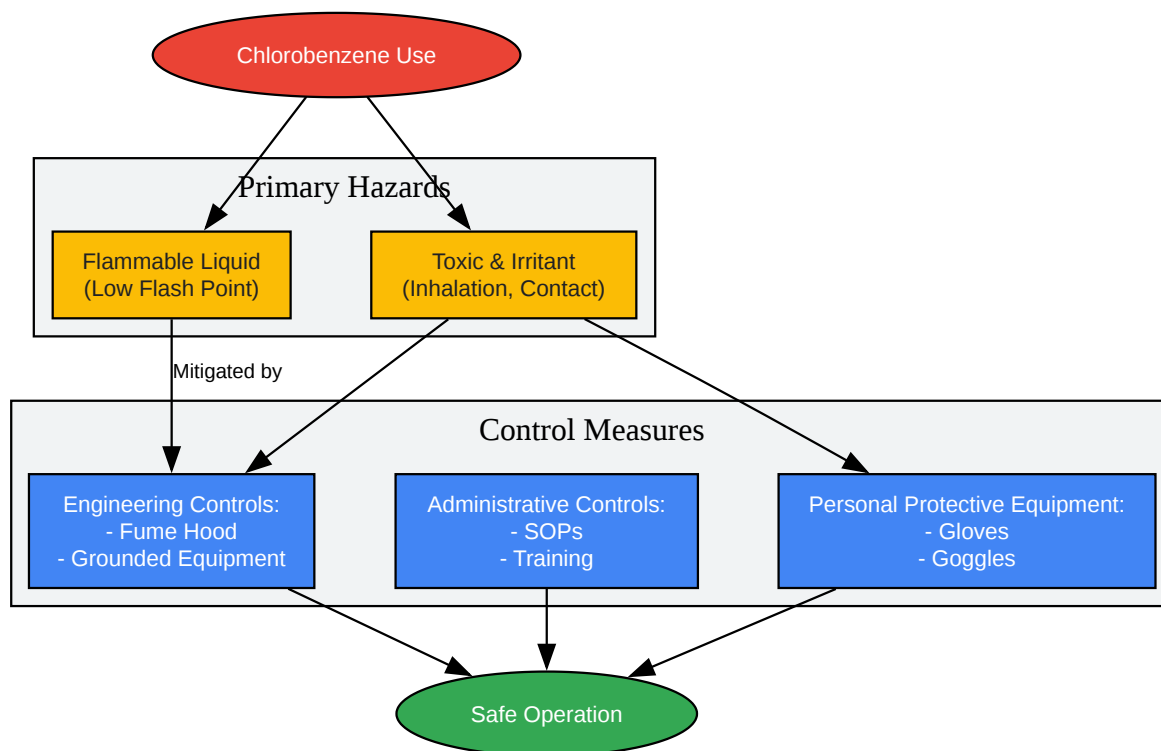 Chlorobenzene Use
Primary Hazards
Flammable Liquid
(Low Flash Point)
Toxic & Irritant
(Inhalation, Contact)
Mitigated by
Control Measures
Engineering Controls:
- Fume Hood
- Grounded Equipment
Administrative Controls:
- SOPs
- Training
Personal Protective Equipment:
- Gloves
- Goggles
Safe Operation